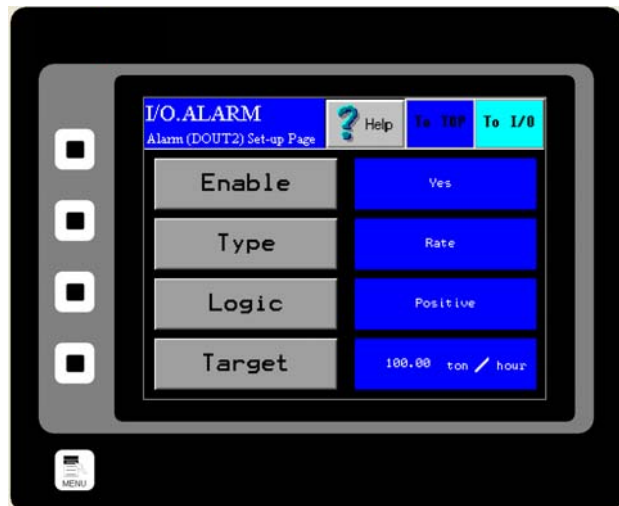 I/O.ALARM
Alarm (DOUT2) Set-up Page
? Help
To TOP
To I/O
Enable
Yes
Type
Rate
Logic
Positive
Target
100.00 ton / hour
MENU